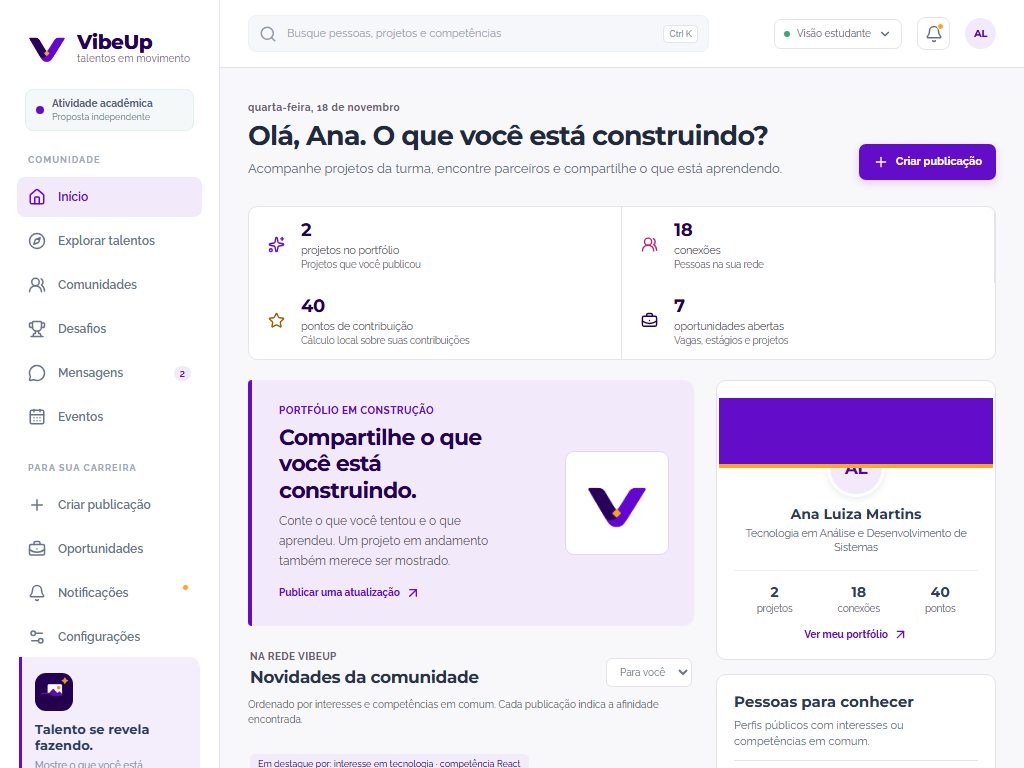 VibeUp
talentos em movimento
Atividade acadêmica
Proposta independente
COMUNIDADE
Início
Explorar talentos
Comunidades
Desafios
Mensagens
2
Eventos
PARA SUA CARREIRA
Criar publicação
Oportunidades
Notificações
Configurações
Talento se revela
fazendo.
Mostre o que você está
Busque pessoas, projetos e competências
Ctrl K
Visão estudante
AL
quarta-feira, 18 de novembro
Olá, Ana. O que você está construindo?
Acompanhe projetos da turma, encontre parceiros e compartilhe o que está aprendendo.
Criar publicação
2
projetos no portfólio
Projetos que você publicou
18
conexões
Pessoas na sua rede
40
pontos de contribuição
Cálculo local sobre suas contribuições
7
oportunidades abertas
Vagas, estágios e projetos
PORTFÓLIO EM CONSTRUÇÃO
Compartilhe o que
você está
construindo.
Conte o que você tentou e o que
aprendeu. Um projeto em andamento
também merece ser mostrado.
Publicar uma atualização
NA REDE VIBEUP
Novidades da comunidade
Para você
Ordenado por interesses e competências em comum. Cada publicação indica a afinidade
encontrada.
Em destaque por: interesse em tecnologia · competência React
AL
Ana Luiza Martins
Tecnologia em Análise e Desenvolvimento de
Sistemas
2
projetos
18
conexões
40
pontos
Ver meu portfólio
Pessoas para conhecer
Perfis públicos com interesses ou
competências em comum.